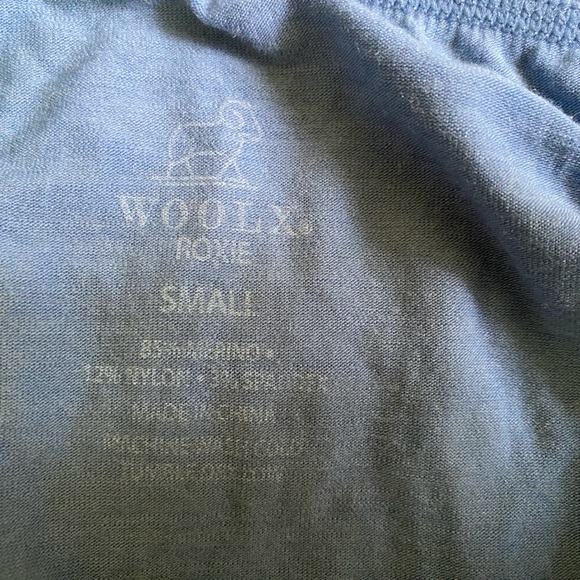 WOOLX®
ROXIE
SMALL
85% MERINO •
12% NYLON • 3% SPANDEX
MADE IN CHINA
MACHINE WASH COLD
TUMBLE DRY LOW